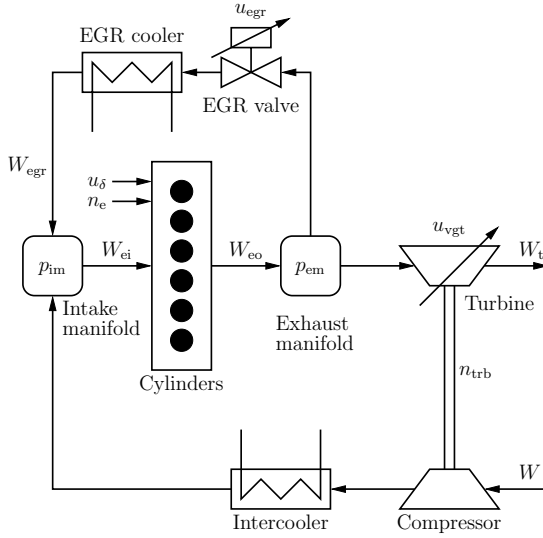 u_egr
EGR cooler
EGR valve
W_egr
u_δ
n_e
W_ei
W_eo
u_vgt
W_t
p_im
p_em
Intake
manifold
Exhaust
manifold
Turbine
Cylinders
n_trb
W
Intercooler
Compressor